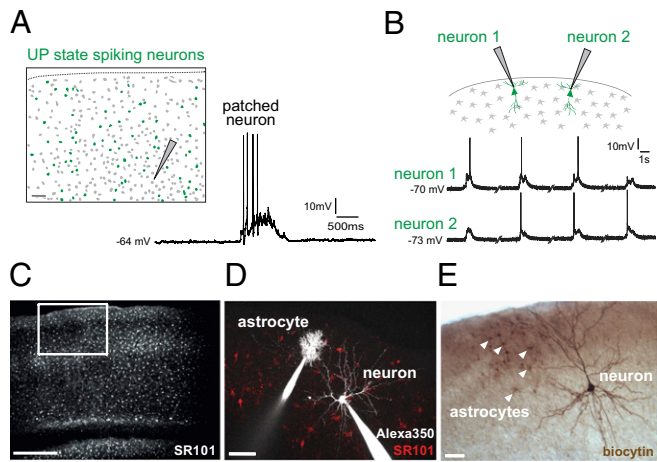 A
UP state spiking neurons
patched
neuron
-64 mV
10mV
500ms
B
neuron 1
neuron 2
10mV
1s
neuron 1
-70 mV
neuron 2
-73 mV
C
SR101
D
astrocyte
neuron
Alexa350
SR101
E
neuron
astrocytes
biocytin